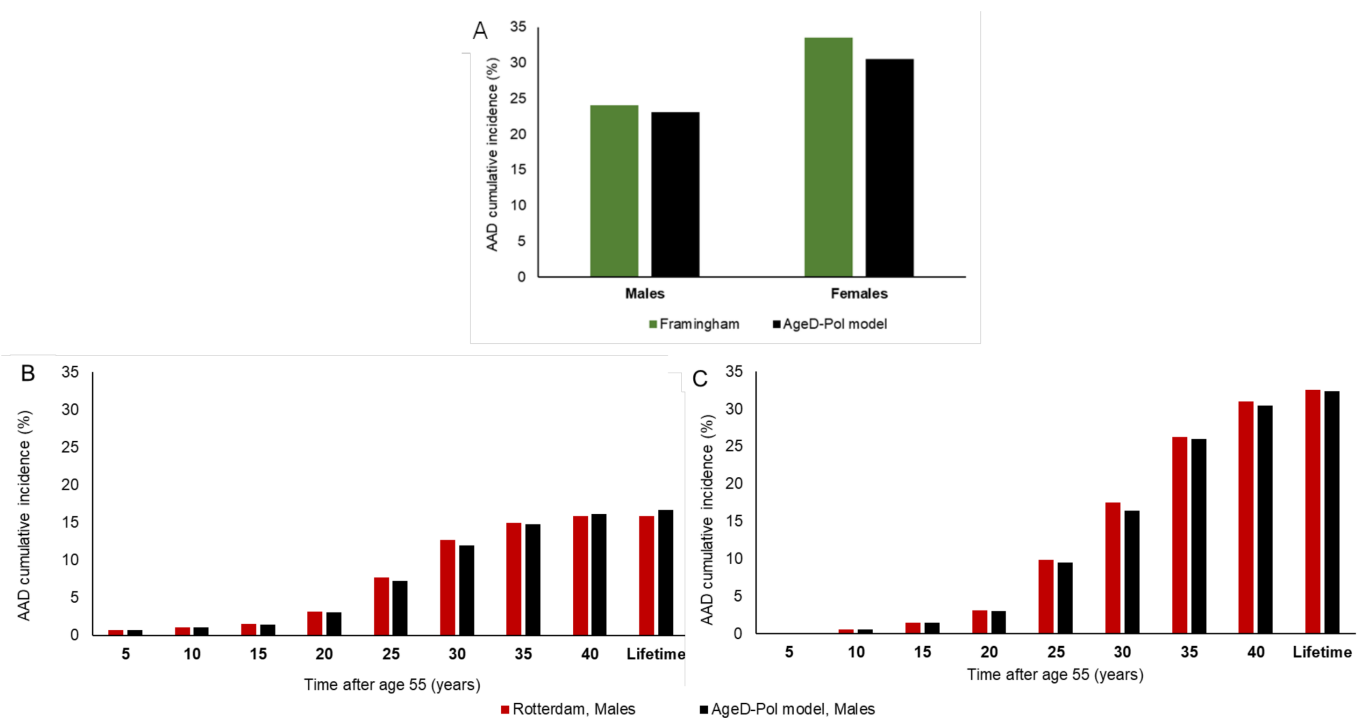 A
AAD cumulative incidence (%)
35
30
25
20
15
10
5
0
Males Females
Framingham AgeD-Pol model
B
AAD cumulative incidence (%)
35
30
25
20
15
10
5
0
5 10 15 20 25 30 35 40 Lifetime
Time after age 55 (years)
C
AAD cumulative incidence (%)
35
30
25
20
15
10
5
0
5 10 15 20 25 30 35 40 Lifetime
Time after age 55 (years)
Rotterdam, Males AgeD-Pol model, Males